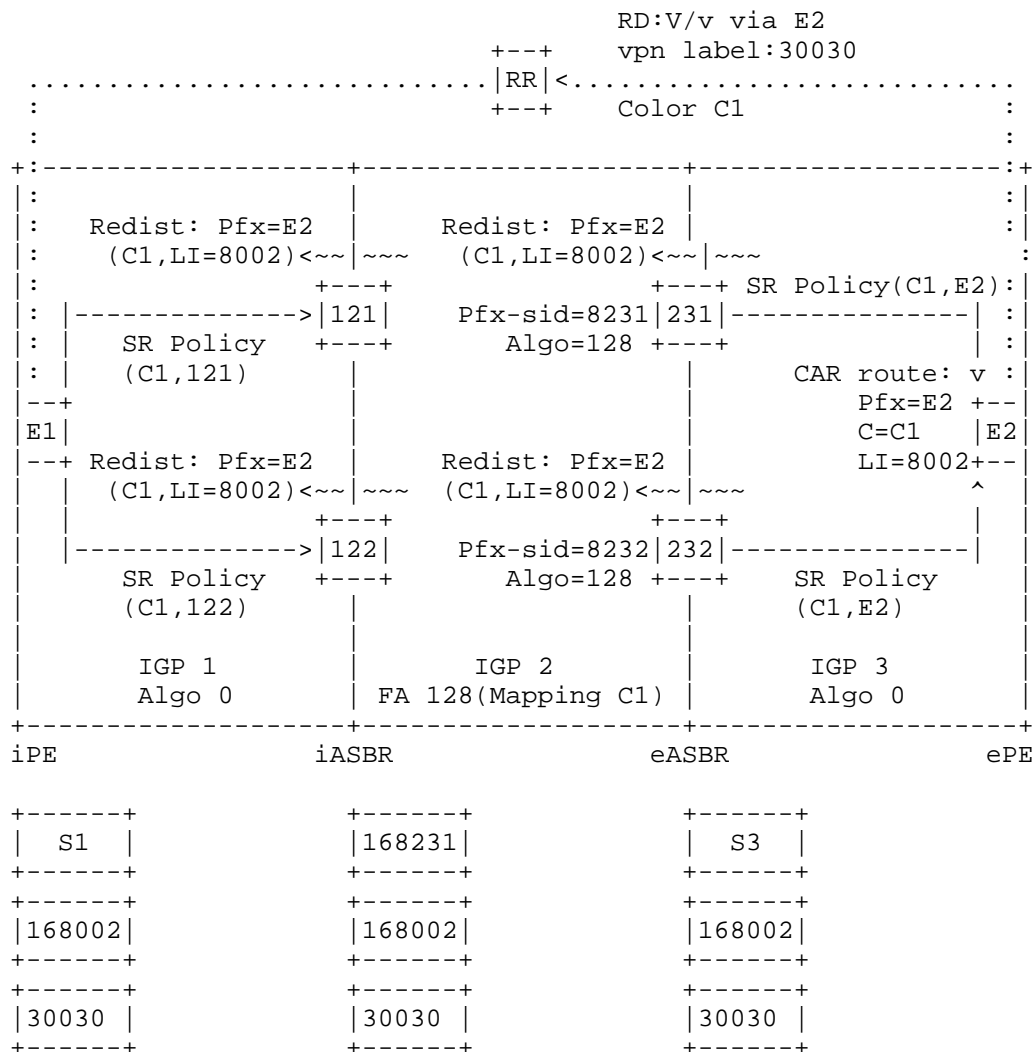 RD:V/v via E2
+--+ vpn label:30030
..............................|RR|<.............................
: +--+ Color C1 :
: :
+:-------------------+--------------------+------------------:+
|: | | :|
|: Redist: Pfx=E2 | Redist: Pfx=E2 | :|
|: (C1,LI=8002)<~~|~~~ (C1,LI=8002)<~~|~~~ :
|: +---+ +---+ SR Policy(C1,E2):|
|: |-------------->|121| Pfx-sid=8231|231|---------------| :|
|: | SR Policy +---+ Algo=128 +---+ | :|
|: | (C1,121) | | CAR route: v :|
|--+ | | Pfx=E2 +--|
|E1| | | C=C1 |E2|
|--+ Redist: Pfx=E2 | Redist: Pfx=E2 | LI=8002+--|
| | (C1,LI=8002)<~~|~~~ (C1,LI=8002)<~~|~~~ ^ |
| | +---+ +---+ | |
| |-------------->|122| Pfx-sid=8232|232|---------------| |
| SR Policy +---+ Algo=128 +---+ SR Policy |
| (C1,122) | | (C1,E2) |
| | | |
| IGP 1 | IGP 2 | IGP 3 |
| Algo 0 | FA 128(Mapping C1) | Algo 0 |
+--------------------+--------------------+--------------------+
iPE iASBR eASBR ePE
+------+ +------+ +------+
| S1 | |168231| | S3 |
+------+ +------+ +------+
+------+ +------+ +------+
|168002| |168002| |168002|
+------+ +------+ +------+
+------+ +------+ +------+
|30030 | |30030 | |30030 |
+------+ +------+ +------+